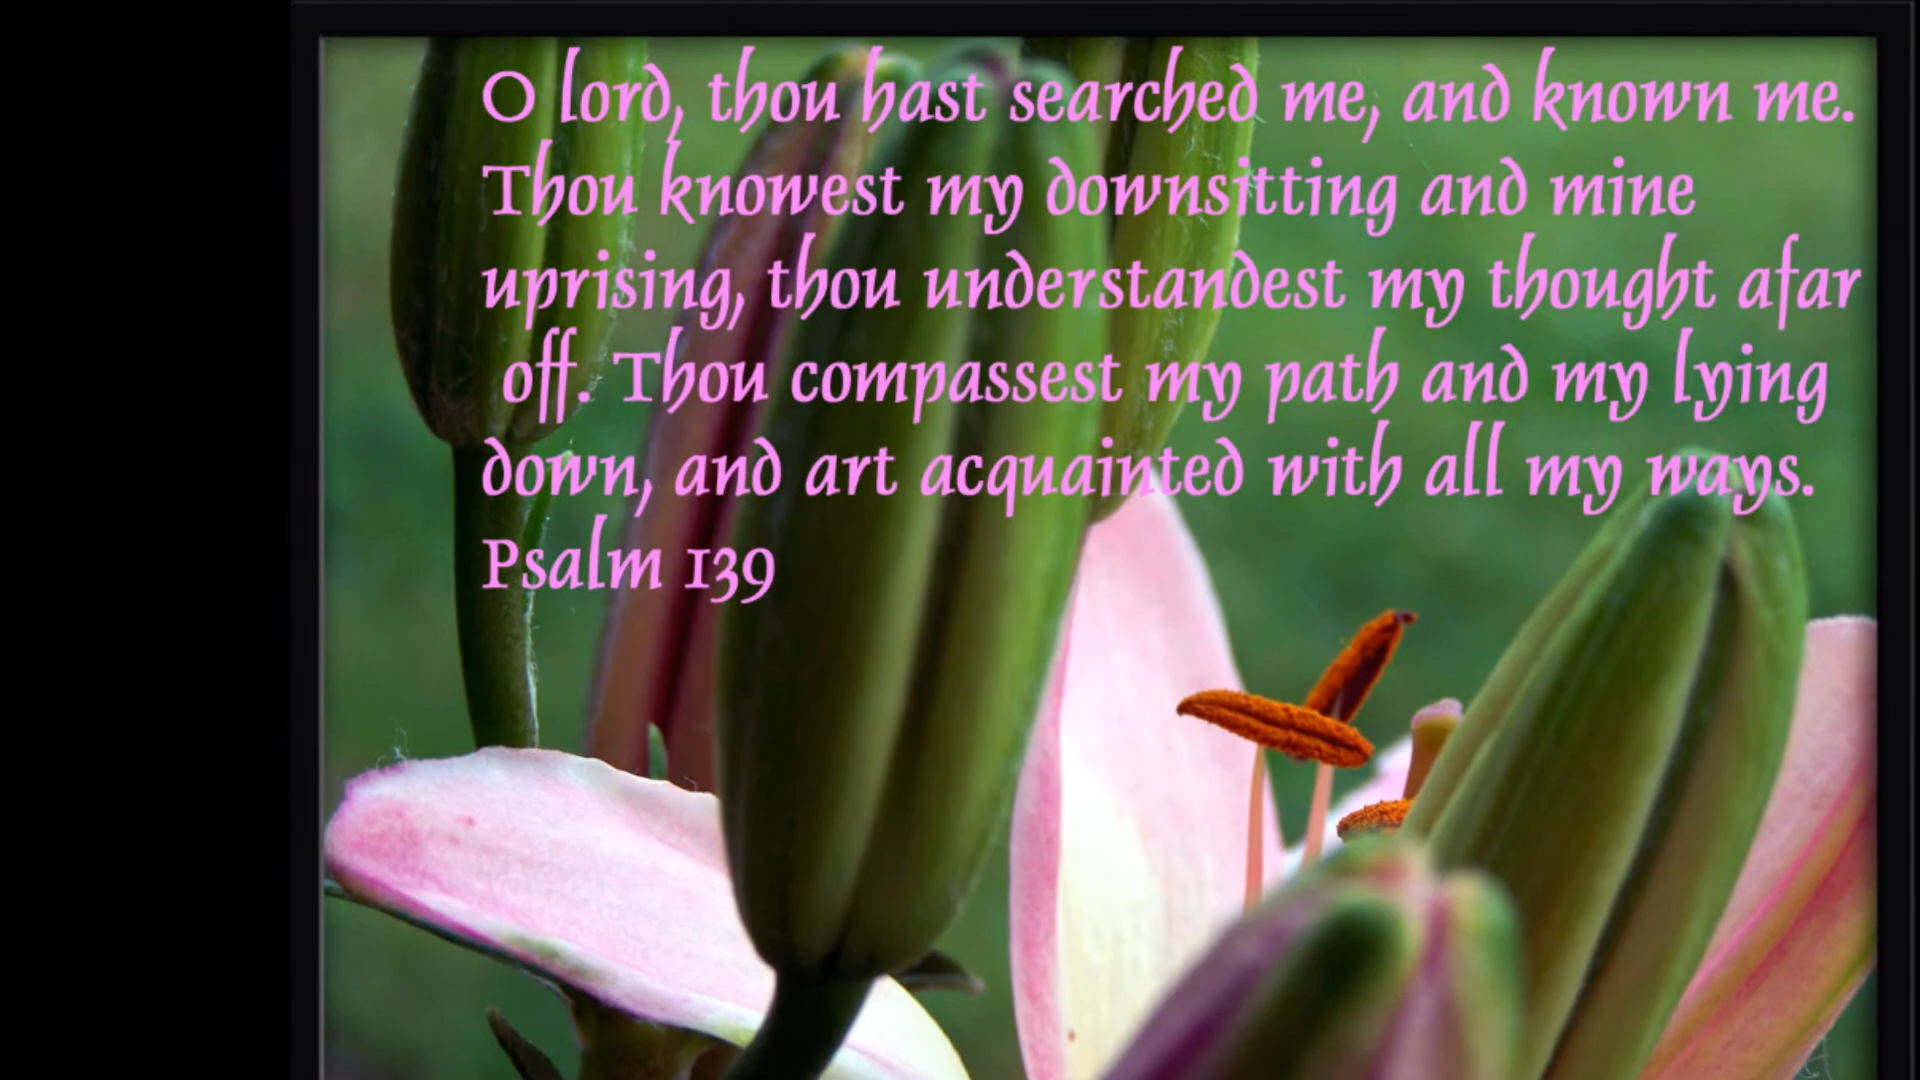 O lord, thou hast searched me, and known me.
Thou knowest my downsitting and mine
uprising, thou understandest my thought afar
off. Thou compassest my path and my lying
down, and art acquainted with all my ways.
Psalm 139